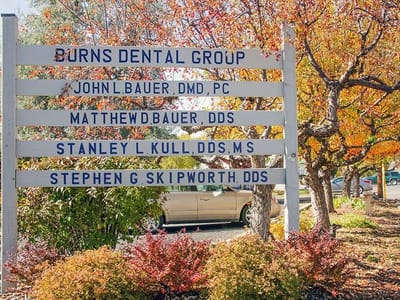 BURNS DENTAL GROUP
JOHN L. BAUER, DMD, PC
MATTHEW D. BAUER, DDS
STANLEY L. KULL, DDS, MS
STEPHEN G SKIPWORTH, DDS